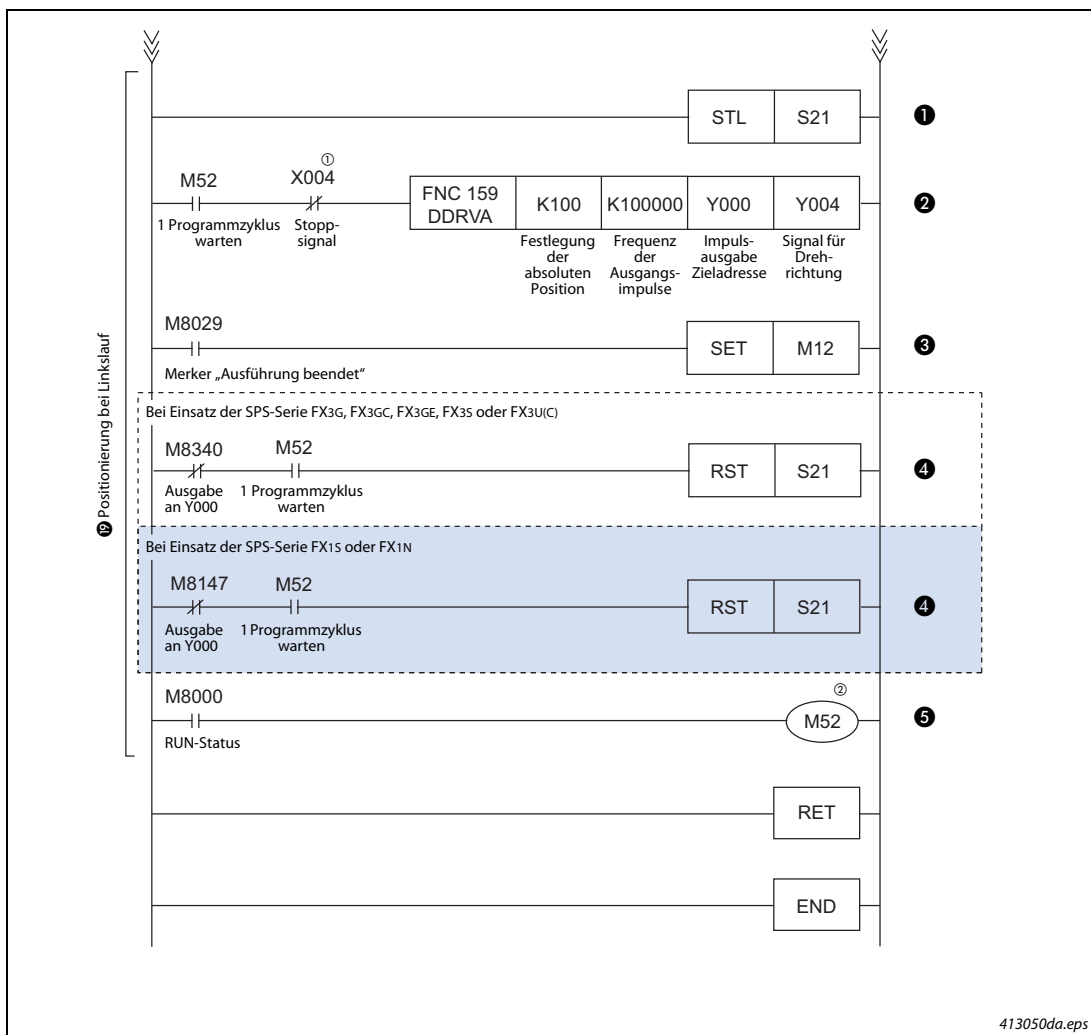 STL S21 ❶
①
M52 X004 FNC 159 DDRVA K100 K100000 Y000 Y004 ❷
1 Programmzyklus warten
Stopp-
signal
Festlegung
der
absoluten
Position
Frequenz
der
Ausgangs-
impulse
Impuls-
ausgabe
Zieladresse
Signal für
Dreh-
richtung
M8029 SET M12 ❸
Merker „Ausführung beendet“
⓳ Positionierung bei Linkslauf
Bei Einsatz der SPS-Serie FX3G, FX3GC, FX3GE, FX3S oder FX3U(C)
M8340 M52 RST S21 ❹
Ausgabe
an Y000
1 Programmzyklus
warten
Bei Einsatz der SPS-Serie FX1S oder FX1N
M8147 M52 RST S21 ❹
Ausgabe
an Y000
1 Programmzyklus
warten
②
M8000 M52 ❺
RUN-Status
RET
END
413050da.eps